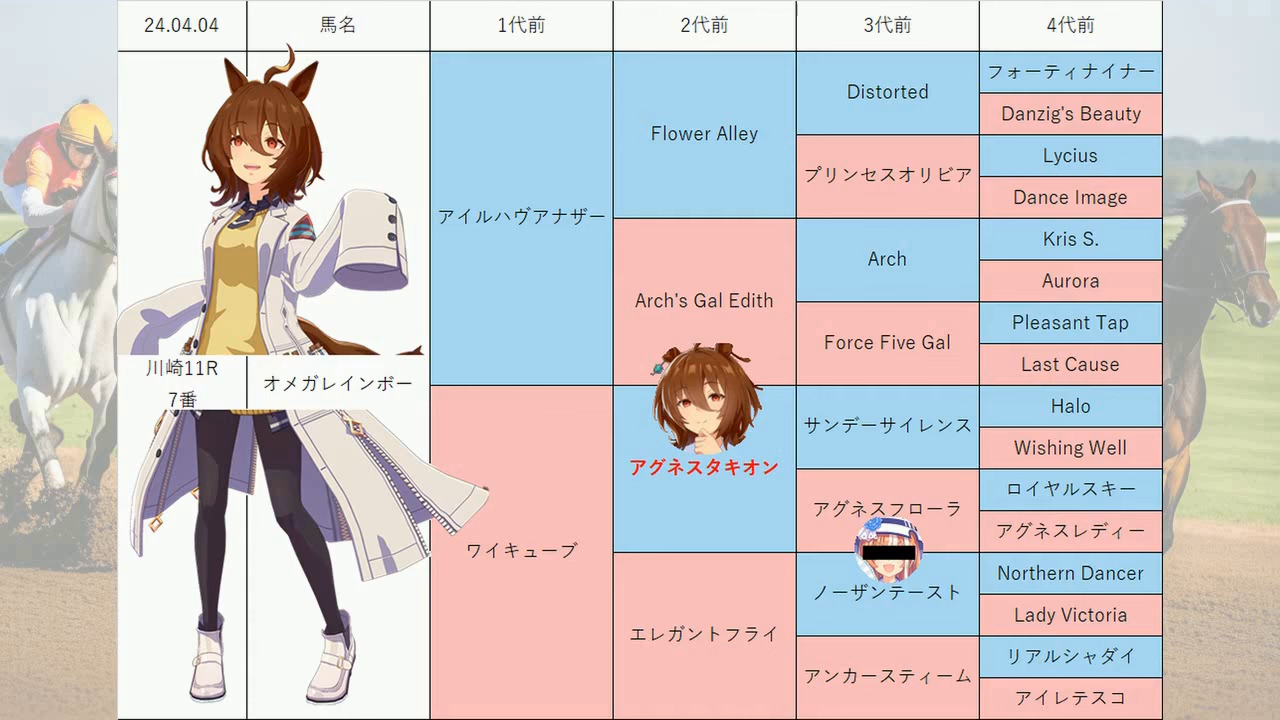 24.04.04
馬名
1代前
2代前
3代前
4代前
川崎11R
7番
オメガレインボー
アイルハヴアナザー
ワイキューブ
Flower Alley
Arch's Gal Edith
アグネスタキオン
エレガントフライ
Distorted
プリンセスオリビア
Arch
Force Five Gal
サンデーサイレンス
アグネスフローラ
ノーザンテースト
アンカースティーム
フォーティナイナー
Danzig's Beauty
Lycius
Dance Image
Kris S.
Aurora
Pleasant Tap
Last Cause
Halo
Wishing Well
ロイヤルスキー
アグネスレディー
Northern Dancer
Lady Victoria
リアルシャダイ
アイレテスコ